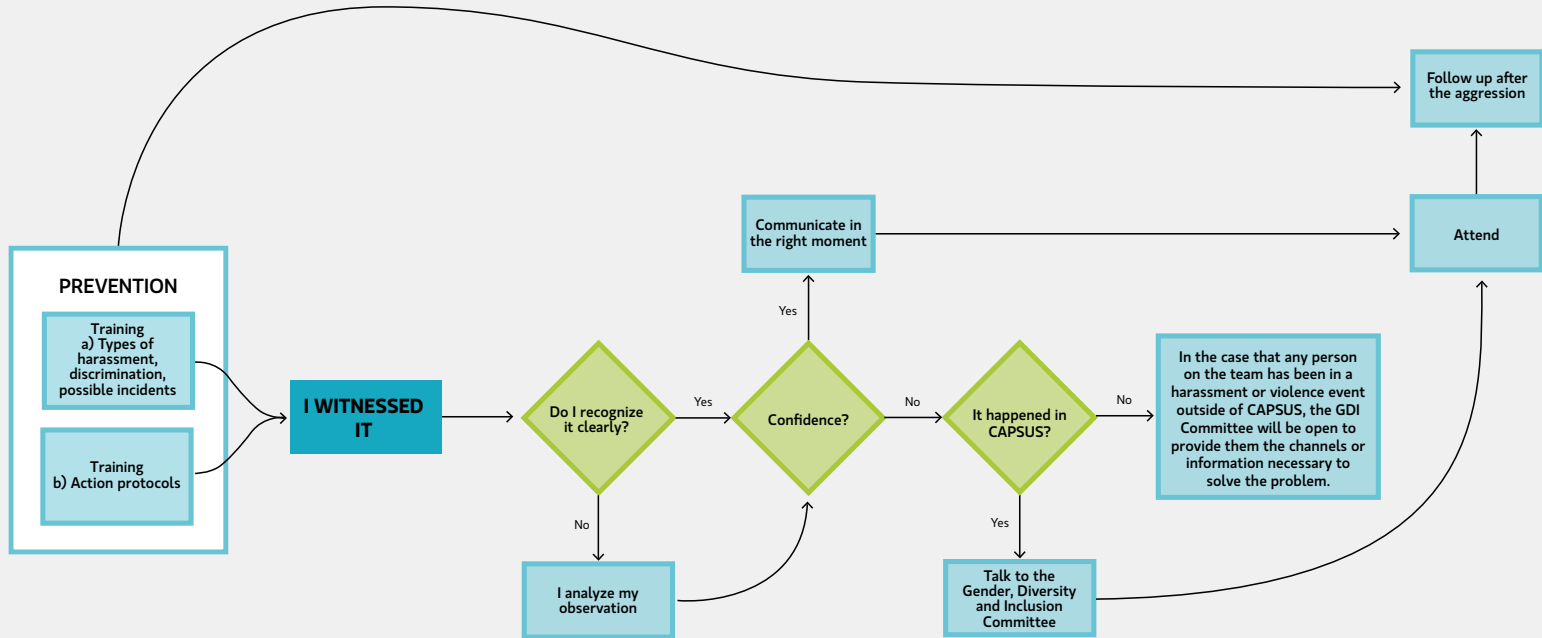 PREVENTION
Training
a) Types of
harassment,
discrimination,
possible incidents
Training
b) Action protocols
I WITNESSED
IT
Do I recognize
it clearly?
Yes
No
I analyze my
observation
Confidence?
Yes
Communicate in
the right moment
No
It happened in
CAPSUS?
No
In the case that any person
on the team has been in a
harassment or violence event
outside of CAPSUS, the GDI
Committee will be open to
provide them the channels or
information necessary to
solve the problem.
Yes
Talk to the
Gender, Diversity
and Inclusion
Committee
Attend
Follow up after
the aggression